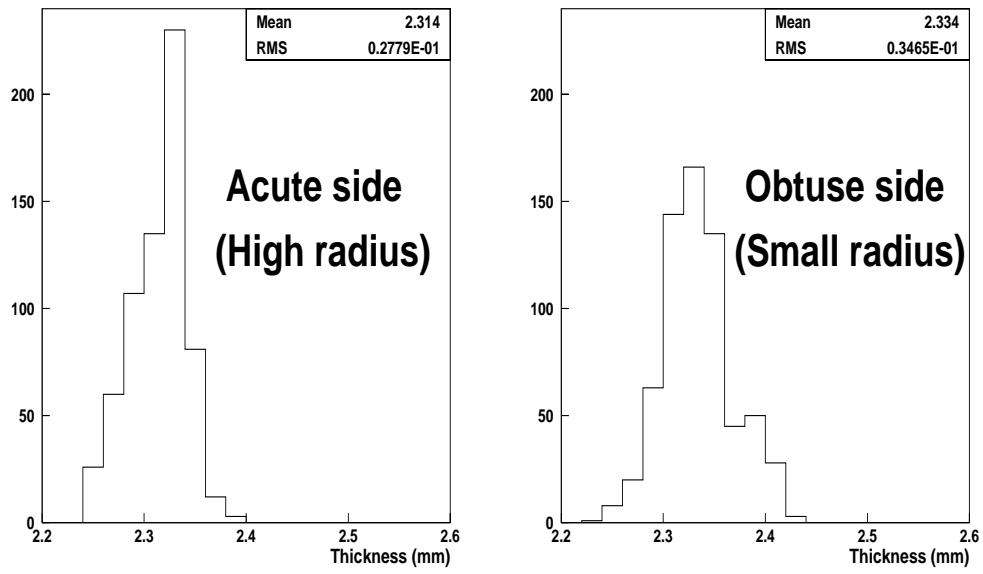 Mean 2.314
RMS 0.2779E-01
200
150
100
50
0
Acute side
(High radius)
2.2 2.3 2.4 2.5 2.6
Thickness (mm)
Mean 2.334
RMS 0.3465E-01
200
150
100
50
0
Obtuse side
(Small radius)
2.2 2.3 2.4 2.5 2.6
Thickness (mm)